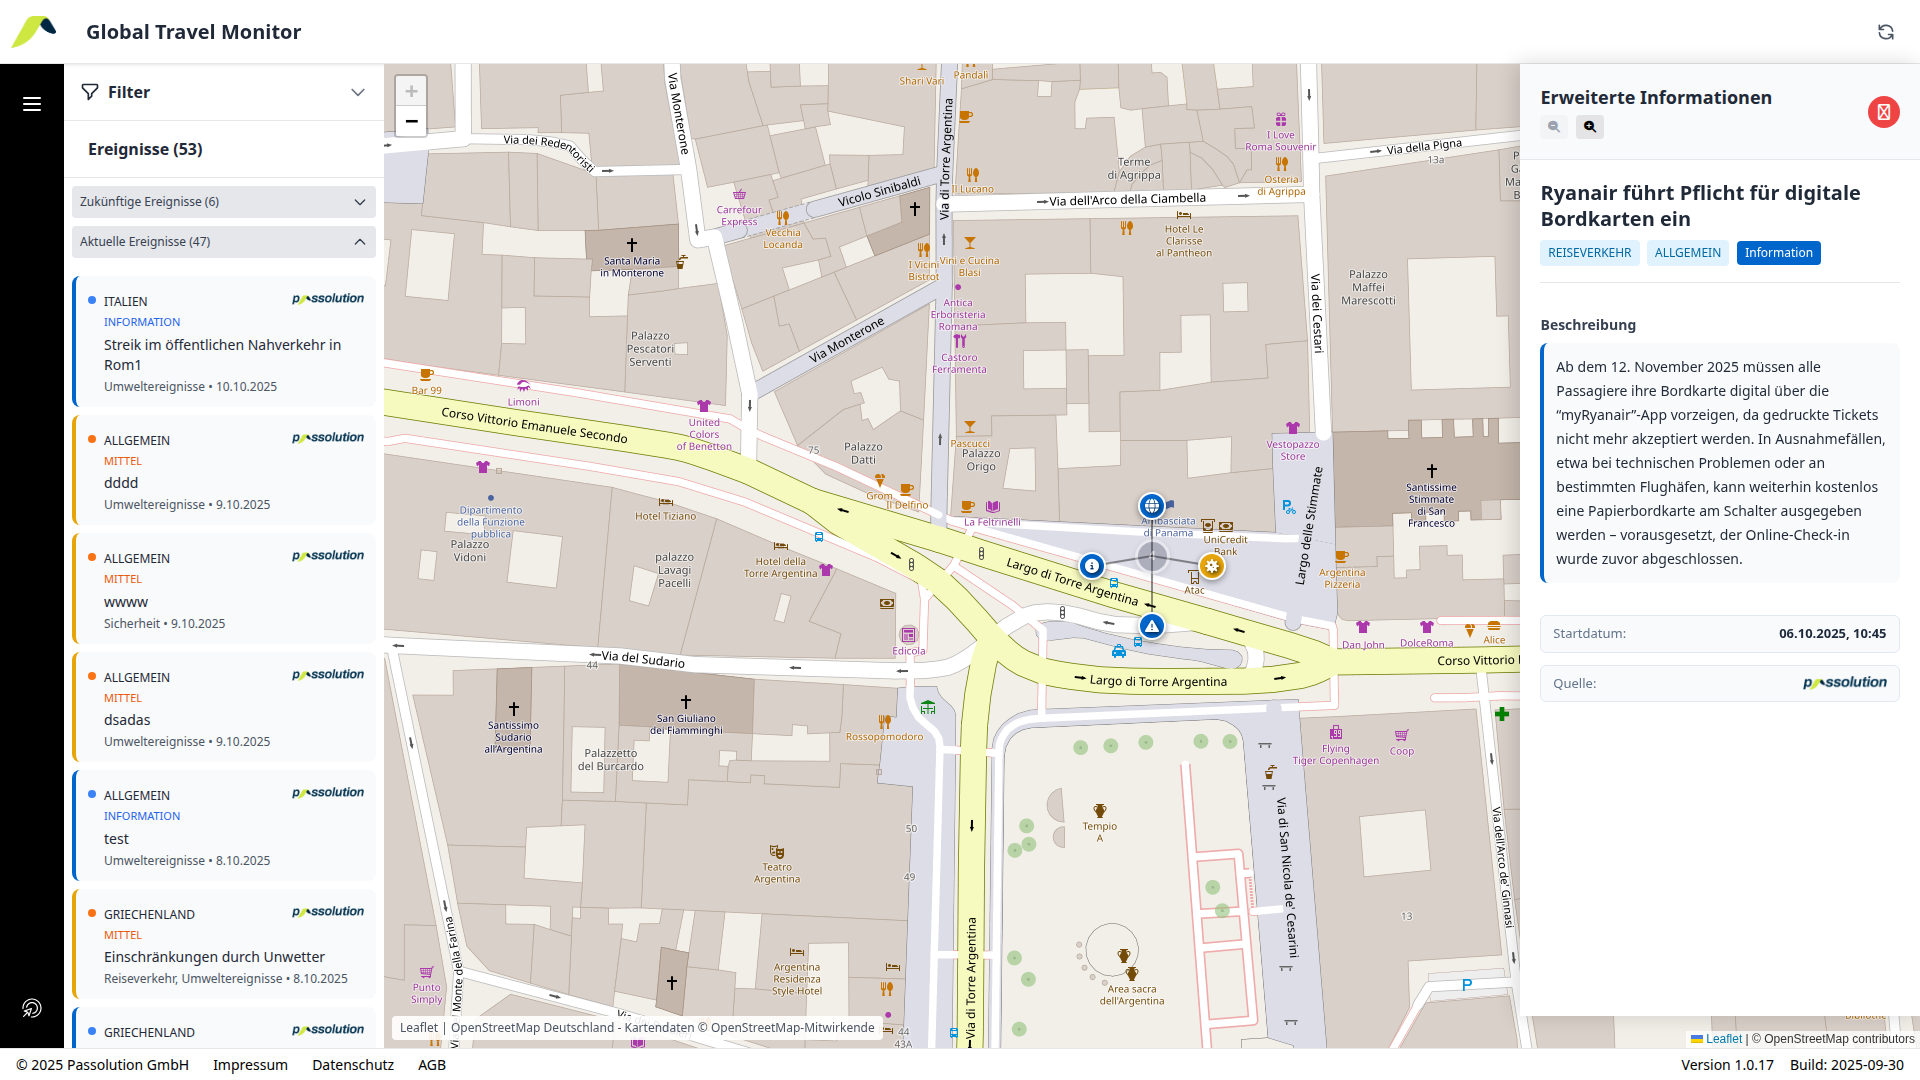 Global Travel Monitor
Filter
Ereignisse (53)
Zukünftige Ereignisse (6)
Aktuelle Ereignisse (47)
ITALIEN
passolution
INFORMATION
Streik im öffentlichen Nahverkehr in
Rom1
Umweltereignisse • 10.10.2025
ALLGEMEIN
passolution
MITTEL
dddd
Umweltereignisse • 9.10.2025
ALLGEMEIN
passolution
MITTEL
wwww
Sicherheit • 9.10.2025
ALLGEMEIN
passolution
MITTEL
dsadas
Umweltereignisse • 9.10.2025
ALLGEMEIN
passolution
INFORMATION
test
Umweltereignisse • 8.10.2025
GRIECHENLAND
passolution
MITTEL
Einschränkungen durch Unwetter
Reiseverkehr, Umweltereignisse • 8.10.2025
GRIECHENLAND
passolution
+
−
Shari Vari
Pandalì
Via Monterone
Via di Torre Argentina
I Love
Roma Souvenir
Via dei Redentoristi
Via della Pigna
13a
Terme
di Agrippa
Osteria
di Agrippa
Il Lucano
Vicolo Sinibaldi
Via dell'Arco della Ciambella
Carrefour
Express
Vecchia
Locanda
Hotel Le
Clarisse
al Pantheon
Santa Maria
in Monterone
I Vicini
Bistrot
Vini e Cucina
Blasi
Palazzo
Maffei
Marescotti
Antica
Erboristeria
Romana
Via dei Cestari
Via Monterone
Palazzo
Pescatori
Serventi
Castoro
Ferramenta
Bar 99
Limoni
Corso Vittorio Emanuele Secondo
United
Colors
of Benetton
75
Palazzo
Datti
Pascucci
Palazzo
Origo
Vestopazzo
Store
Grom
Il Delfino
Santissime
Stimmate
di San
Francesco
Dipartimento
della Funzione
pubblica
Hotel Tiziano
La Feltrinelli
Ambasciata
di Panama
UniCredit
Bank
Largo delle Stimmate
Palazzo
Vidoni
palazzo
Lavagi
Pacelli
Hotel della
Torre Argentina
Largo di Torre Argentina
Atac
Argentina
Pizzeria
Edicola
Dan John
DolceRoma
Alice
Via del Sudario
44
Corso Vittorio
Largo di Torre Argentina
Santissimo
Sudario
all'Argentina
San Giuliano
dei Fiamminghi
Rossopomodoro
Palazzetto
del Burcardo
Flying
Tiger Copenhagen
Coop
50
Tempio
A
Via di San Nicola de' Cesarini
Via dell'Arco de' Ginnasi
Teatro
Argentina
49
13
Via di Torre Argentina
Monte della Farina
Punto
Simply
Argentina
Residenza
Style Hotel
Area sacra
dell'Argentina
P
44
43A
Leaflet | OpenStreetMap Deutschland - Kartendaten © OpenStreetMap-Mitwirkende
Erweiterte Informationen
Ryanair führt Pflicht für digitale
Bordkarten ein
REISEVERKEHR
ALLGEMEIN
Information
Beschreibung
Ab dem 12. November 2025 müssen alle
Passagiere ihre Bordkarte digital über die
“myRyanair”-App vorzeigen, da gedruckte Tickets
nicht mehr akzeptiert werden. In Ausnahmefällen,
etwa bei technischen Problemen oder an
bestimmten Flughäfen, kann weiterhin kostenlos
eine Papierbordkarte am Schalter ausgegeben
werden – vorausgesetzt, der Online-Check-in
wurde zuvor abgeschlossen.
Startdatum:
06.10.2025, 10:45
Quelle:
passolution
Leaflet | © OpenStreetMap contributors
© 2025 Passolution GmbH
Impressum
Datenschutz
AGB
Version 1.0.17
Build: 2025-09-30